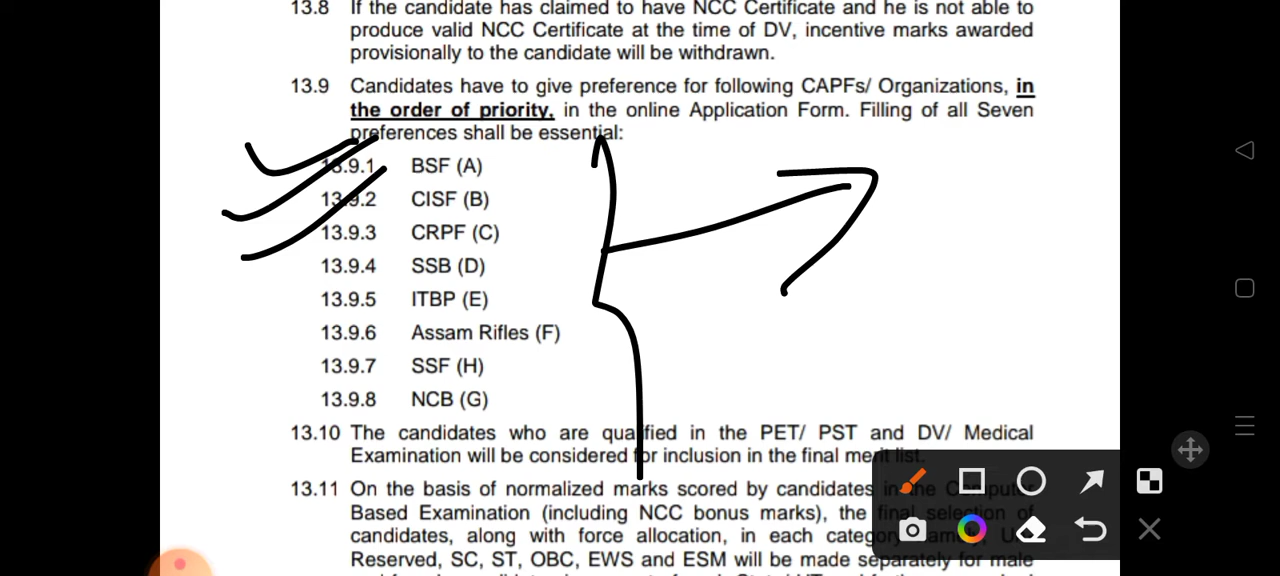 13.8 If the candidate has claimed to have NCC Certificate and he is not able to
produce valid NCC Certificate at the time of DV, incentive marks awarded
provisionally to the candidate will be withdrawn.
13.9 Candidates have to give preference for following CAPFs/ Organizations, in
the order of priority, in the online Application Form. Filling of all Seven
preferences shall be essential:
13.9.1 BSF (A)
13.9.2 CISF (B)
13.9.3 CRPF (C)
13.9.4 SSB (D)
13.9.5 ITBP (E)
13.9.6 Assam Rifles (F)
13.9.7 SSF (H)
13.9.8 NCB (G)
13.10 The candidates who are qualified in the PET/ PST and DV/ Medical
Examination will be considered for inclusion in the final merit list.
13.11 On the basis of normalized marks scored by candidates in the Computer
Based Examination (including NCC bonus marks), the final selection of
candidates, along with force allocation, in each category
Reserved, SC, ST, OBC, EWS and ESM will be made separately for male